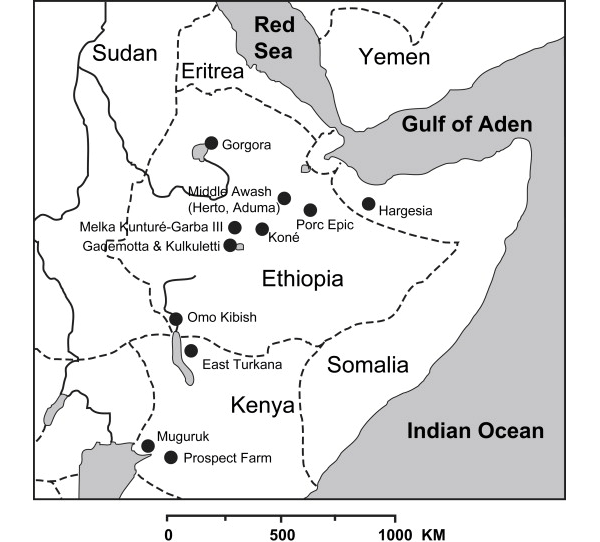 Red
Sea
Sudan
Yemen
Eritrea
Gulf of Aden
Gorgora
Middle Awash
(Herto, Aduma)
Hargesia
Porc Epic
Melka Kunturé-Garba III
Koné
Gademotta & Kulkuletti
Ethiopia
Omo Kibish
East Turkana
Somalia
Kenya
Indian Ocean
Muguruk
Prospect Farm
0 500 1000 KM